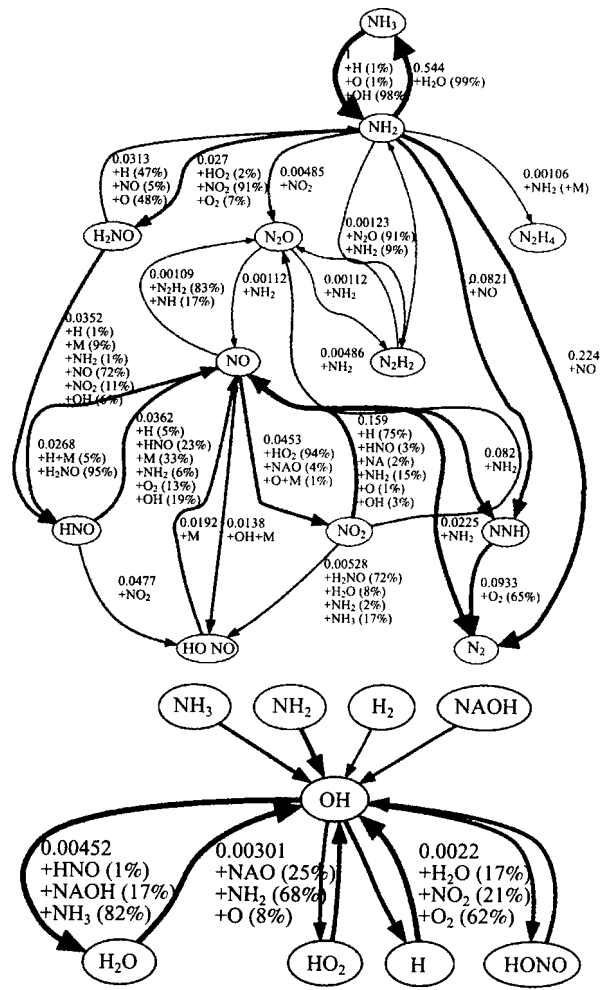 NH3
1
+H (1%)
+O (1%)
+OH (98%)
0.544
+H2O (99%)
NH2
0.0313
+H (47%)
+NO (5%)
+O (48%)
0.027
+HO2 (2%)
+NO2 (91%)
+O2 (7%)
0.00485
+NO2
0.00123
+N2O (91%)
+NH2 (9%)
0.00106
+NH2 (+M)
H2NO
N2O
N2H4
0.00109
+N2H2 (83%)
+NH (17%)
0.00112
+NH2
0.00112
+NH2
0.0821
+NO
0.0352
+H (1%)
+M (9%)
+NH2 (1%)
+NO (72%)
+NO2 (11%)
+OH (6%)
NO
0.00486
+NH2
N2H2
0.224
+NO
0.0268
+H+M (5%)
+H2NO (95%)
0.0362
+H (5%)
+HNO (23%)
+M (33%)
+NH2 (6%)
+O2 (13%)
+OH (19%)
0.0453
+HO2 (94%)
+NAO (4%)
+O+M (1%)
0.159
+H (75%)
+HNO (3%)
+NA (2%)
+NH2 (15%)
+O (1%)
+OH (3%)
0.082
+NH2
HNO
0.0192
+M
0.0138
+OH+M
NO2
0.0225
+NH2
NNH
0.0477
+NO2
0.00528
+H2NO (72%)
+H2O (8%)
+NH2 (2%)
+NH3 (17%)
0.0933
+O2 (65%)
HO NO
N2
NH3
NH2
H2
NAOH
OH
0.00452
+HNO (1%)
+NAOH (17%)
+NH3 (82%)
0.00301
+NAO (25%)
+NH2 (68%)
+O (8%)
0.0022
+H2O (17%)
+NO2 (21%)
+O2 (62%)
H2O
HO2
H
HONO